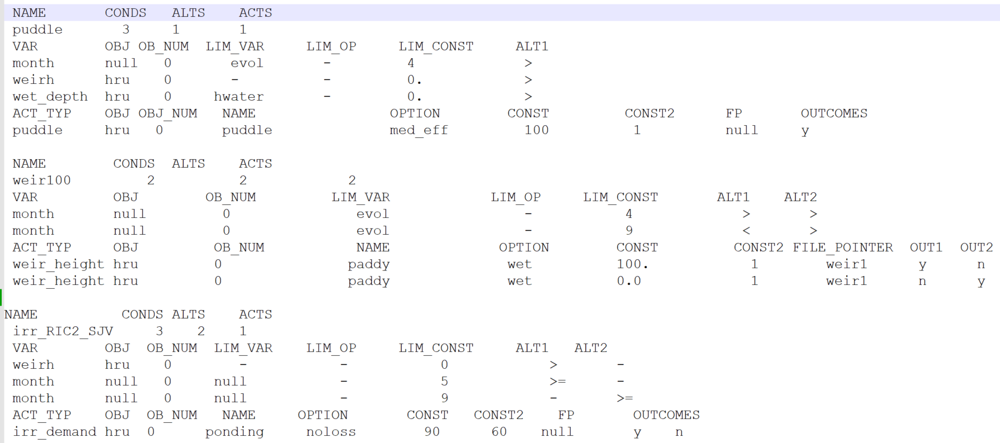 NAME CONDS ALTS ACTS
puddle 3 1 1
VAR OBJ OB_NUM LIM_VAR LIM_OP LIM_CONST ALT1
month null 0 evol - 4 >
weirh hru 0 - - 0. >
wet_depth hru 0 hwater - 0. >
ACT_TYP OBJ OBJ_NUM NAME OPTION CONST CONST2 FP OUTCOMES
puddle hru 0 puddle med_eff 100 1 null y
NAME CONDS ALTS ACTS
weir100 2 2 2
VAR OBJ OB_NUM LIM_VAR LIM_OP LIM_CONST ALT1 ALT2
month null 0 evol - 4 > >
month null 0 evol - 9 < >
ACT_TYP OBJ OB_NUM NAME OPTION CONST CONST2 FILE_POINTER OUT1 OUT2
weir_height hru 0 paddy wet 100. 1 weir1 y n
weir_height hru 0 paddy wet 0.0 1 weir1 n y
NAME CONDS ALTS ACTS
irr_RIC2_SJV 3 2 1
VAR OBJ OB_NUM LIM_VAR LIM_OP LIM_CONST ALT1 ALT2
weirh hru 0 - - 0 > -
month null 0 null - 5 >= -
month null 0 null - 9 - >=
ACT_TYP OBJ OB_NUM NAME OPTION CONST CONST2 FP OUTCOMES
irr_demand hru 0 ponding noloss 90 60 null y n